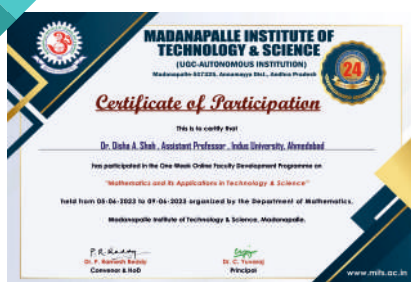 MADANAPALLE INSTITUTE OF
TECHNOLOGY & SCIENCE
(UGC-AUTONOMOUS INSTITUTION)
Madanapalle-517325, Annamayya Dist., Andhra Pradesh
24
Certificate of Participation
This is to certify that
Dr. Disha A. Shah , Assistant Professor , Indus University, Ahmedabad
has participated in the One Week Online Faculty Development Programme on
"Mathematics and its Applications in Technology & Science"
held from 05-06-2023 to 09-06-2023 organized by the Department of Mathematics,
Madanapalle Institute of Technology & Science, Madanapalle.
Dr. P. Ramesh Reddy
Convenor & HoD
Dr. C. Yuvaraj
Principal
www.mits.ac.in